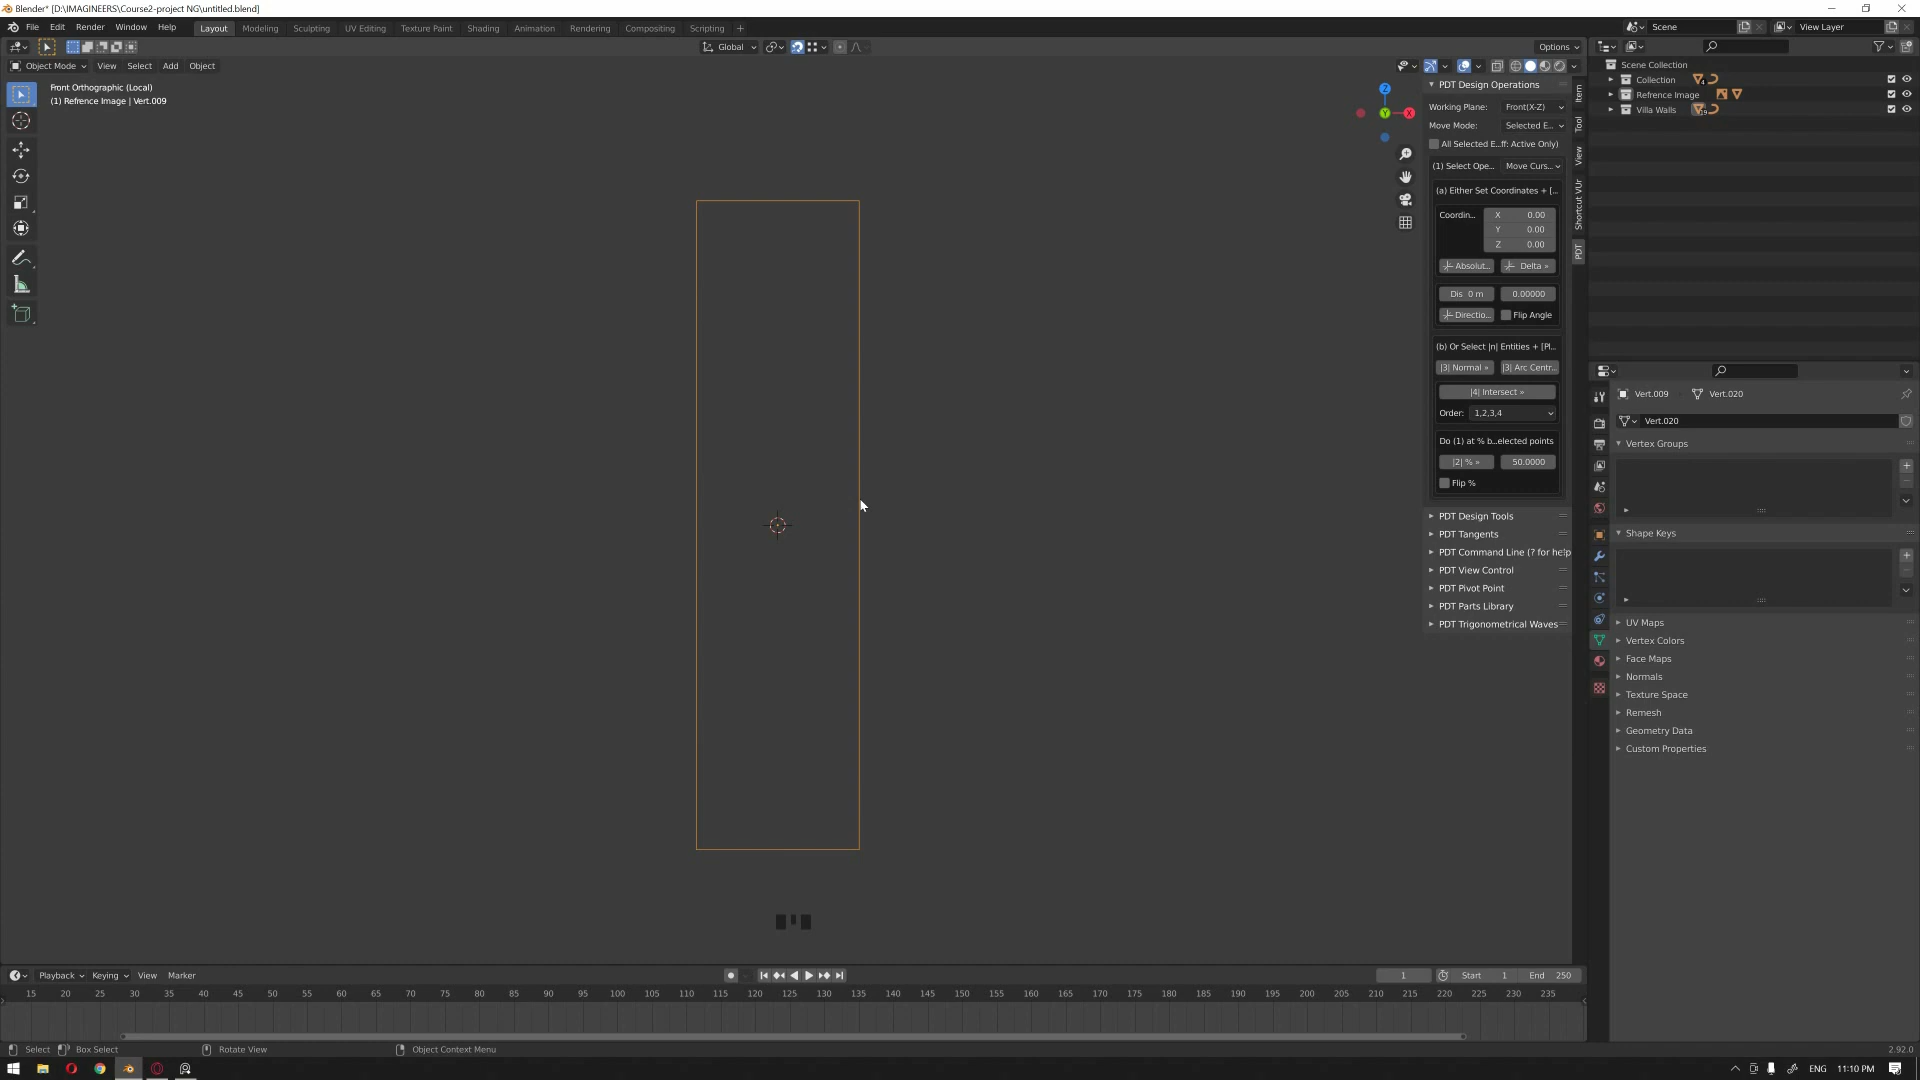 Blender* [D:\IMAGINEERS\Course2-project NG\untitled.blend]
File Edit Render Window Help
Layout Modeling Sculpting UV Editing Texture Paint Shading Animation Rendering Compositing Scripting +
Scene
View Layer
Global
Options
Object Mode View Select Add Object
Front Orthographic (Local)
(1) Refrence Image | Vert.009
Z
Y
X
PDT Design Operations
Working Plane: Front(X-Z)
Move Mode: Selected E...
All Selected E...ff: Active Only)
(1) Select Ope... Move Curs...
(a) Either Set Coordinates + [...
Coordin... X 0.00
Y 0.00
Z 0.00
Absolut... Delta »
Dis 0 m 0.00000
Directio... Flip Angle
(b) Or Select |n| Entities + [Pl...
|3| Normal » |3| Arc Centr...
|4| Intersect »
Order: 1,2,3,4
Do (1) at % b...elected points
|2| % » 50.0000
Flip %
PDT Design Tools
PDT Tangents
PDT Command Line (? for help
PDT View Control
PDT Pivot Point
PDT Parts Library
PDT Trigonometrical Waves
Item
Tool
View
Shortcut VUr
PDT
Scene Collection
Collection
Refrence Image
Villa Walls
Vert.009 Vert.020
Vert.020
Vertex Groups
Shape Keys
UV Maps
Vertex Colors
Face Maps
Normals
Texture Space
Remesh
Geometry Data
Custom Properties
Playback Keying View Marker
1 Start 1 End 250
15 20 25 30 35 40 45 50 55 60 65 70 75 80 85 90 95 100 105 110 115 120 125 130 135 140 145 150 155 160 165 170 175 180 185 190 195 200 205 210 215 220 225 230 235
Select Box Select Rotate View Object Context Menu
2.92.0
ENG 11:10 PM